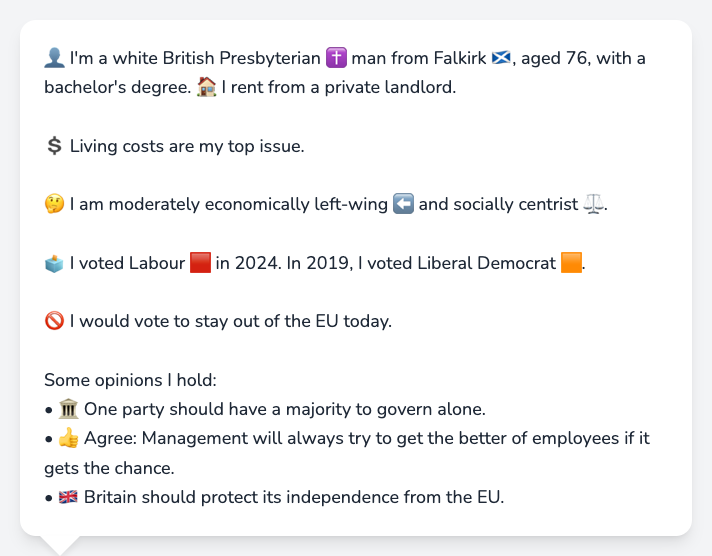 👤 I'm a white British Presbyterian ✝️ man from Falkirk 🏴󠁧󠁢󠁳󠁣󠁴󠁿, aged 76, with a
bachelor's degree. 🏠 I rent from a private landlord.
💲 Living costs are my top issue.
🤔 I am moderately economically left-wing ⬅️ and socially centrist ⚖️.
🗳️ I voted Labour 🟥 in 2024. In 2019, I voted Liberal Democrat 🟧.
🚫 I would vote to stay out of the EU today.
Some opinions I hold:
• 🏛️ One party should have a majority to govern alone.
• 👍 Agree: Management will always try to get the better of employees if it
gets the chance.
• 🇬🇧 Britain should protect its independence from the EU.